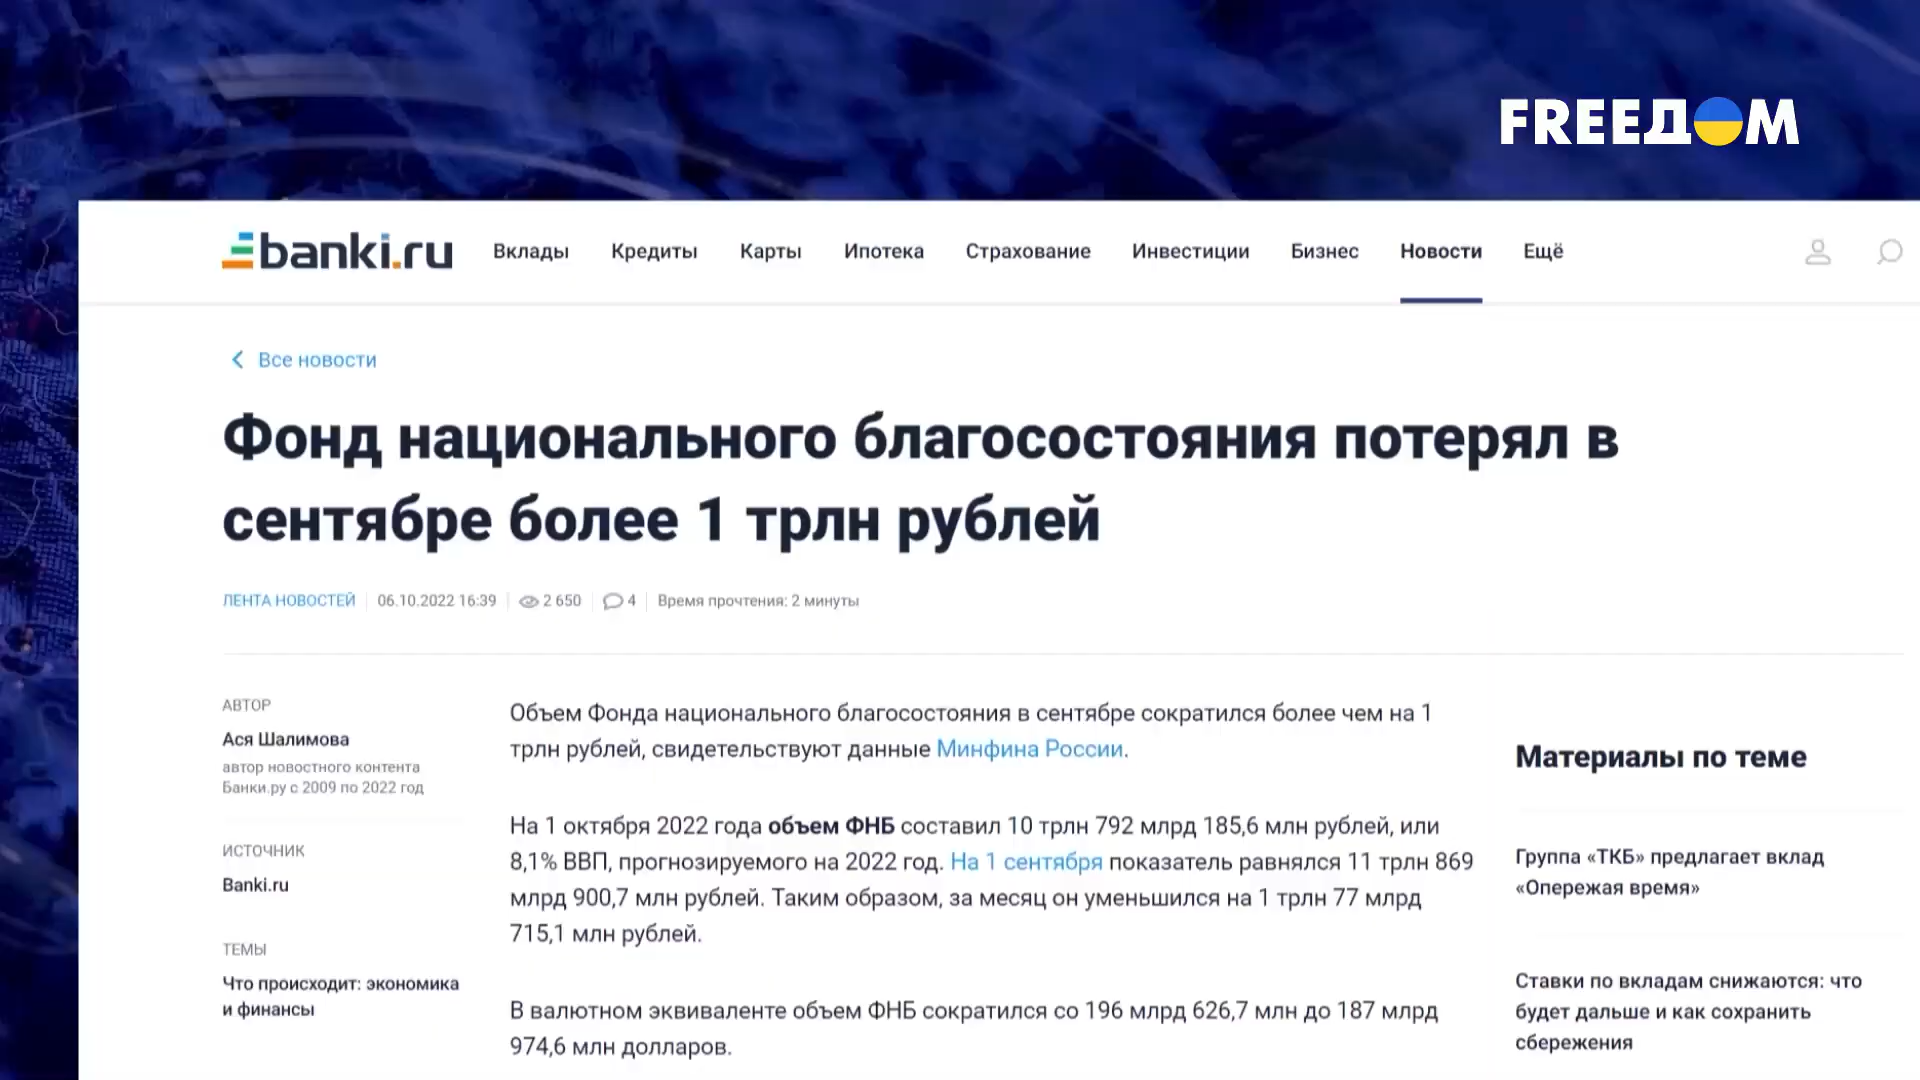 FREEДOM
banki.ru
Вклады Кредиты Карты Ипотека Страхование Инвестиции Бизнес Новости Ещё
Все новости
Фонд национального благосостояния потерял в
сентябре более 1 трлн рублей
ЛЕНТА НОВОСТЕЙ 06.10.2022 16:39 2 650 4 Время прочтения: 2 минуты
АВТОР
Ася Шалимова
автор новостного контента
Банки.ру с 2009 по 2022 год
ИСТОЧНИК
Banki.ru
ТЕМЫ
Что происходит: экономика
и финансы
Объем Фонда национального благосостояния в сентябре сократился более чем на 1
трлн рублей, свидетельствуют данные Минфина России.
На 1 октября 2022 года объем ФНБ составил 10 трлн 792 млрд 185,6 млн рублей, или
8,1% ВВП, прогнозируемого на 2022 год. На 1 сентября показатель равнялся 11 трлн 869
млрд 900,7 млн рублей. Таким образом, за месяц он уменьшился на 1 трлн 77 млрд
715,1 млн рублей.
В валютном эквиваленте объем ФНБ сократился со 196 млрд 626,7 млн до 187 млрд
974,6 млн долларов.
Материалы по теме
Группа «ТКБ» предлагает вклад
«Опережая время»
Ставки по вкладам снижаются: что
будет дальше и как сохранить
сбережения